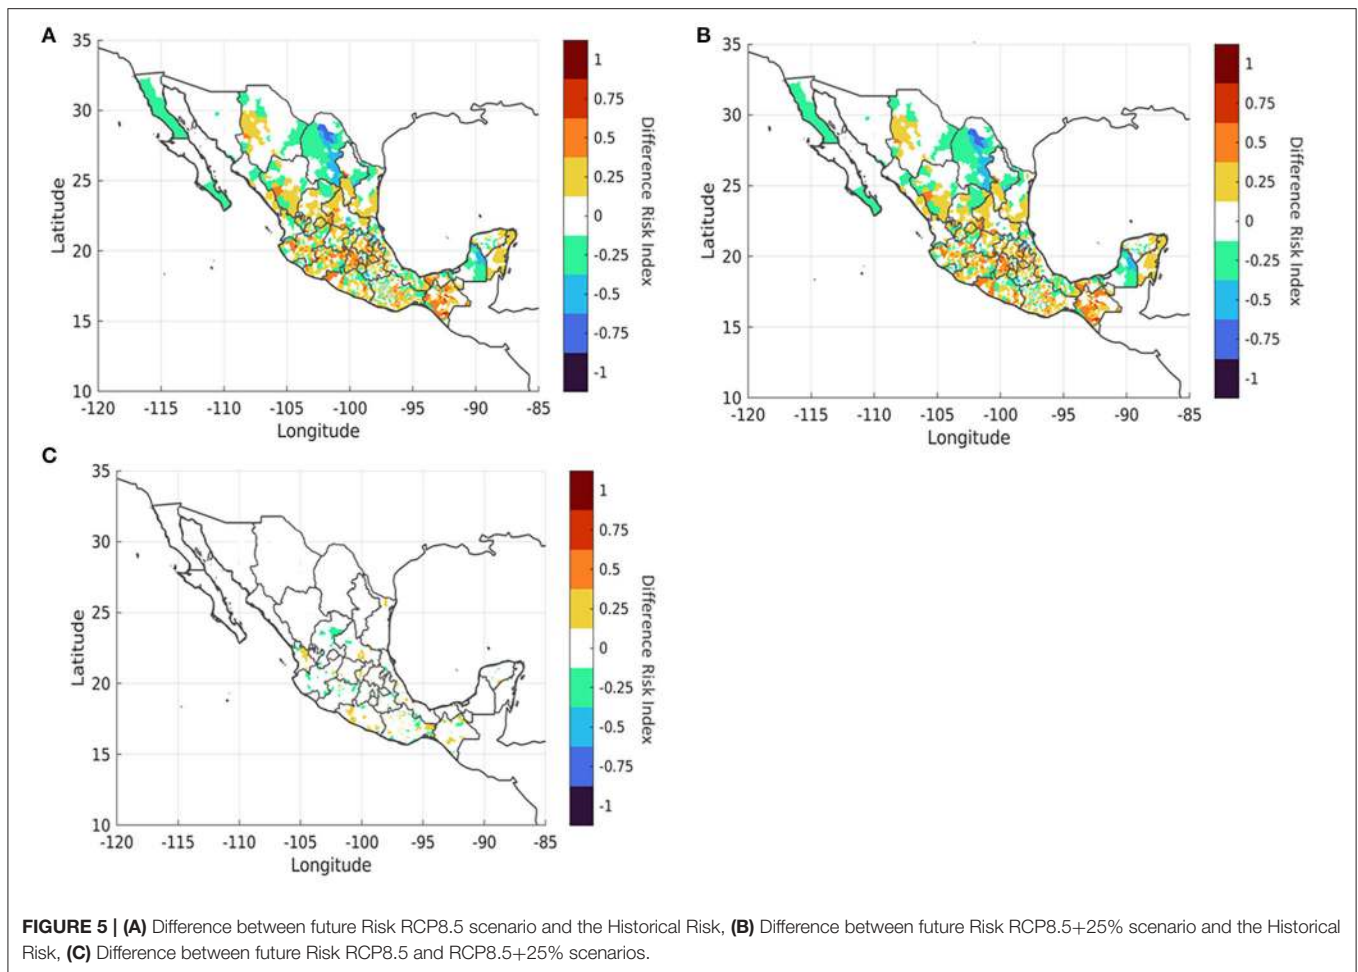 A
35
30
25
20
15
10
Latitude
-120 -115 -110 -105 -100 -95 -90 -85
Longitude
1
0.75
0.5
0.25
0
-0.25
-0.5
-0.75
-1
Difference Risk Index
B
35
30
25
20
15
10
Latitude
-120 -115 -110 -105 -100 -95 -90 -85
Longitude
1
0.75
0.5
0.25
0
-0.25
-0.5
-0.75
-1
Difference Risk Index
C
35
30
25
20
15
10
Latitude
-120 -115 -110 -105 -100 -95 -90 -85
Longitude
1
0.75
0.5
0.25
0
-0.25
-0.5
-0.75
-1
Difference Risk Index
FIGURE 5 | (A) Difference between future Risk RCP8.5 scenario and the Historical Risk, (B) Difference between future Risk RCP8.5+25% scenario and the Historical
Risk, (C) Difference between future Risk RCP8.5 and RCP8.5+25% scenarios.